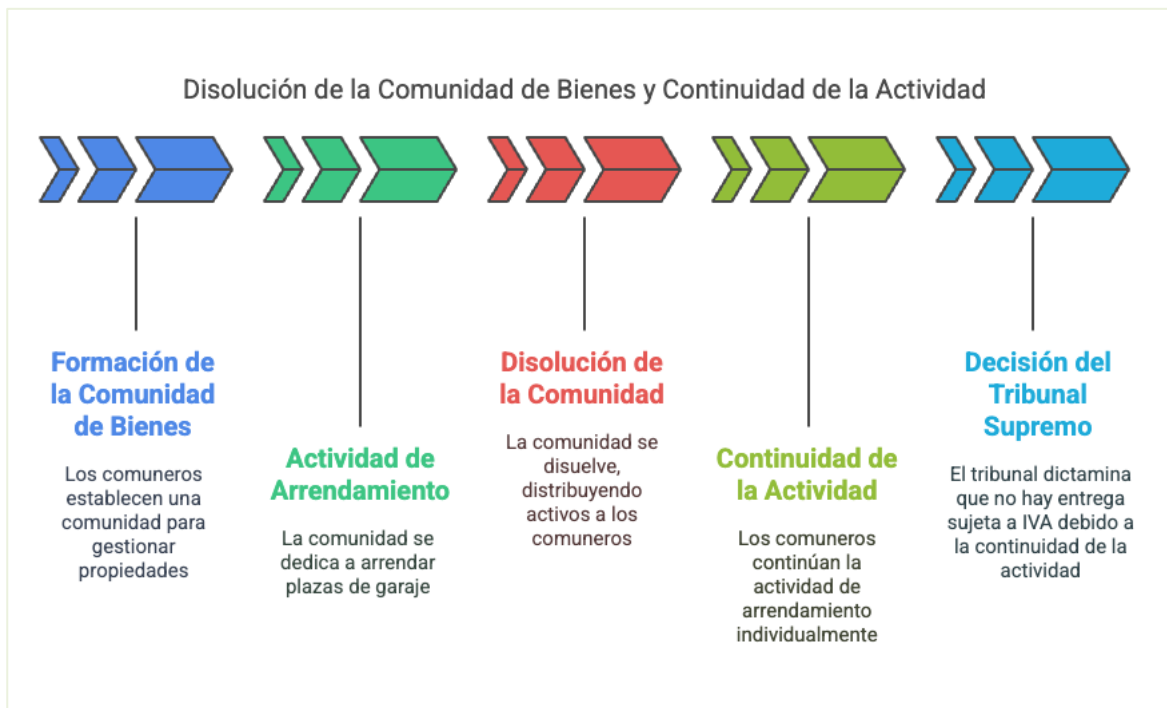 Disolución de la Comunidad de Bienes y Continuidad de la Actividad
Formación de
la Comunidad
de Bienes
Los comuneros
establecen una
comunidad para
gestionar
propiedades
Actividad de
Arrendamiento
La comunidad se
dedica a arrendar
plazas de garaje
Disolución de
la Comunidad
La comunidad se
disuelve,
distribuyendo
activos a los
comuneros
Continuidad de
la Actividad
Los comuneros
continúan la
actividad de
arrendamiento
individualmente
Decisión del
Tribunal
Supremo
El tribunal dictamina
que no hay entrega
sujeta a IVA debido a
la continuidad de la
actividad